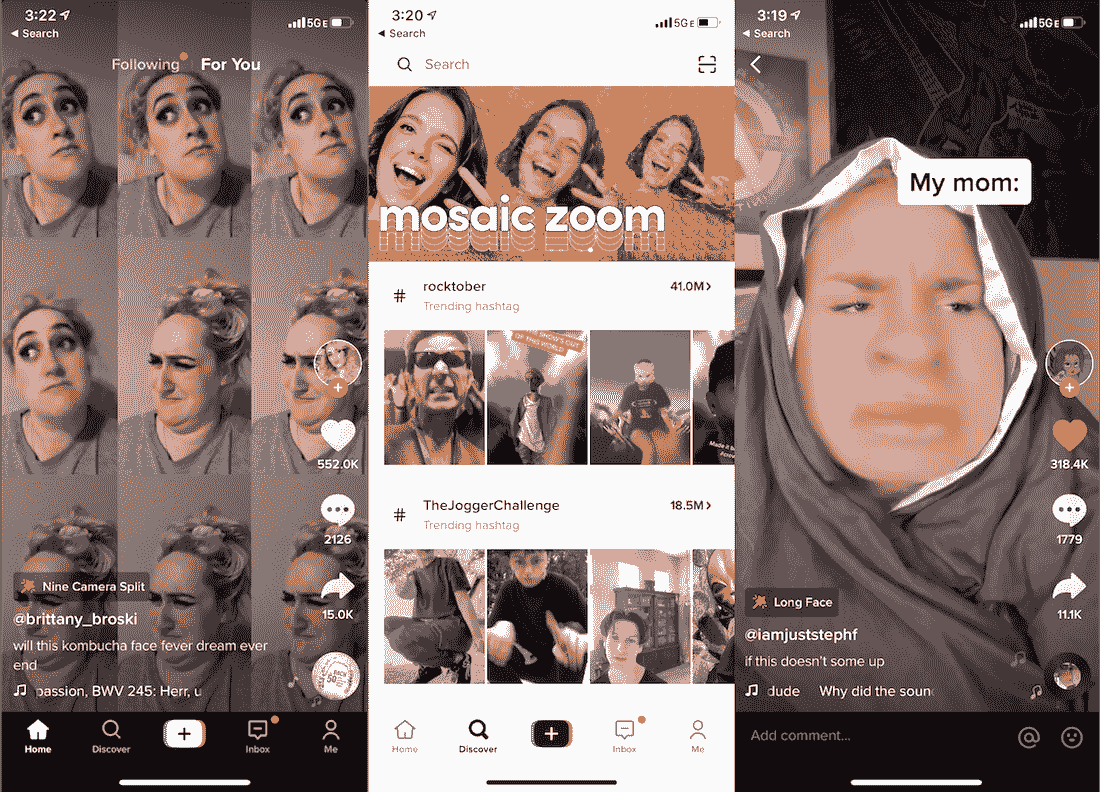 3:22
5GE
Search
Following
For You
552.0K
2126
Nine Camera Split
15.0K
@brittany_broski
will this kombucha face fever dream ever
end
passion, BWV 245: Herr, u
Home
Discover
Inbox
Me
3:20
5GE
Search
Search
mosaic zoom
# rocktober
41.0M
Trending hashtag
# TheJoggerChallenge
18.5M
Trending hashtag
Home
Discover
Inbox
Me
3:19
5GE
Search
My mom:
318.4K
1779
Long Face
11.1K
@iamjuststephf
if this doesn't some up
dude Why did the soun
Add comment...